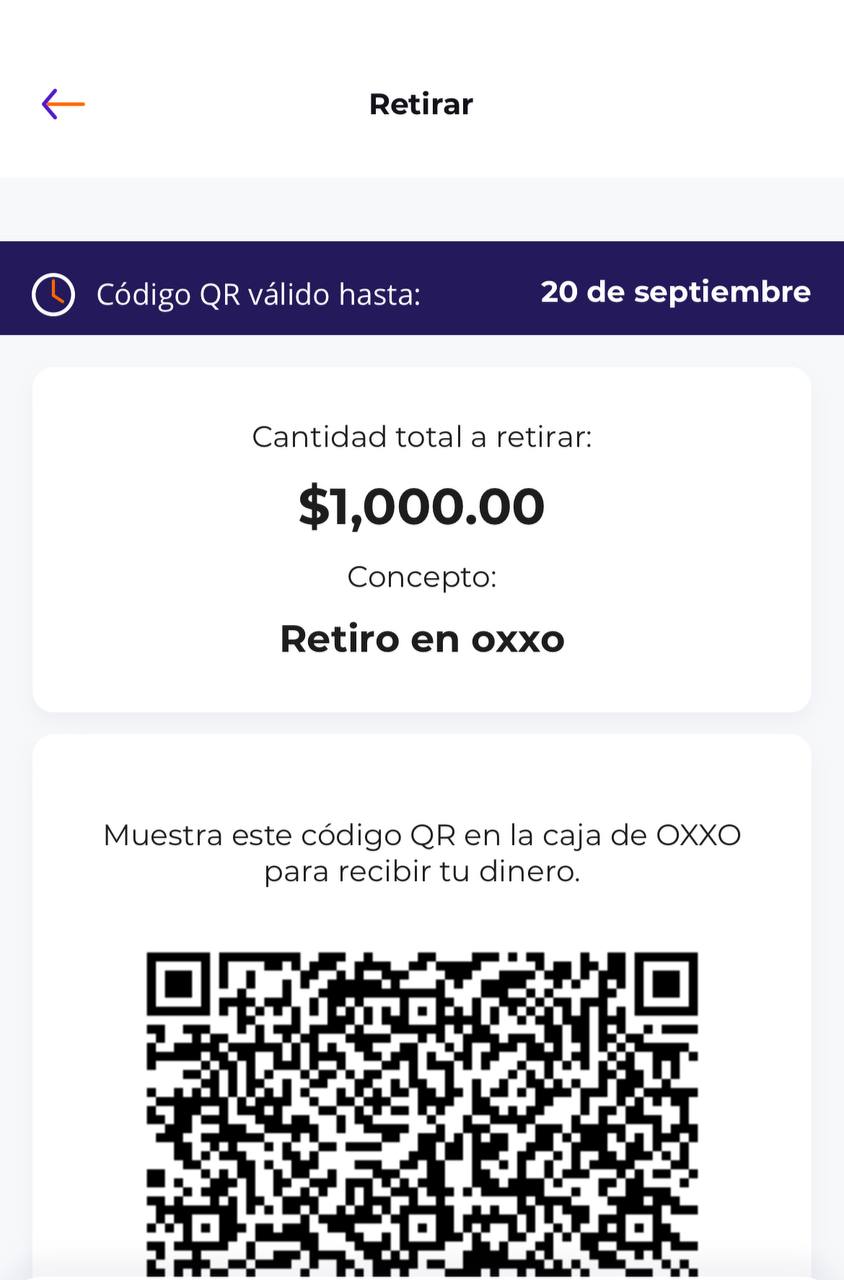 Retirar
Código QR válido hasta: 20 de septiembre
Cantidad total a retirar:
$1,000.00
Concepto:
Retiro en oxxo
Muestra este código QR en la caja de OXXO
para recibir tu dinero.